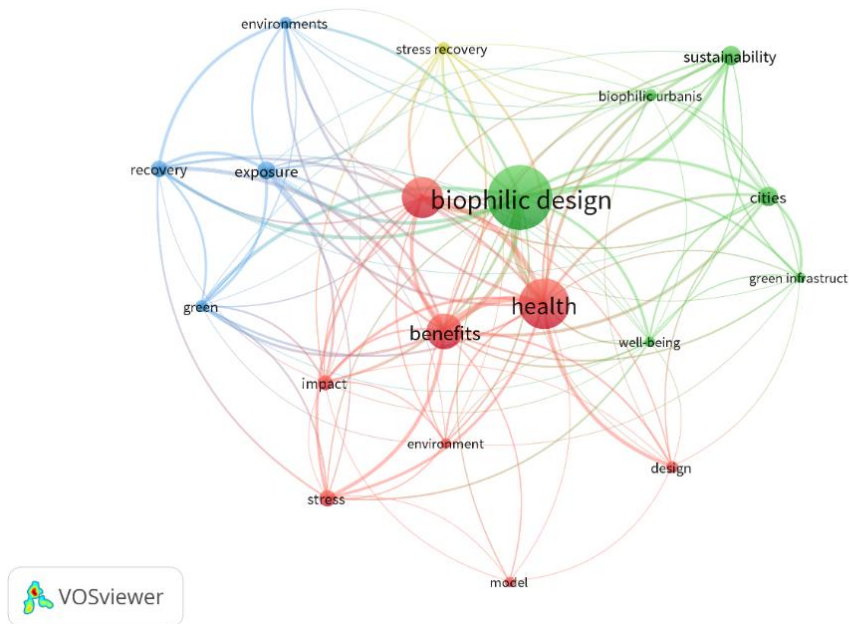 environments
stress recovery
sustainability
biophilic urbanis
recovery
exposure
biophilic design
cities
green infrastruct
green
health
benefits
well-being
impact
environment
design
stress
model
VOSviewer